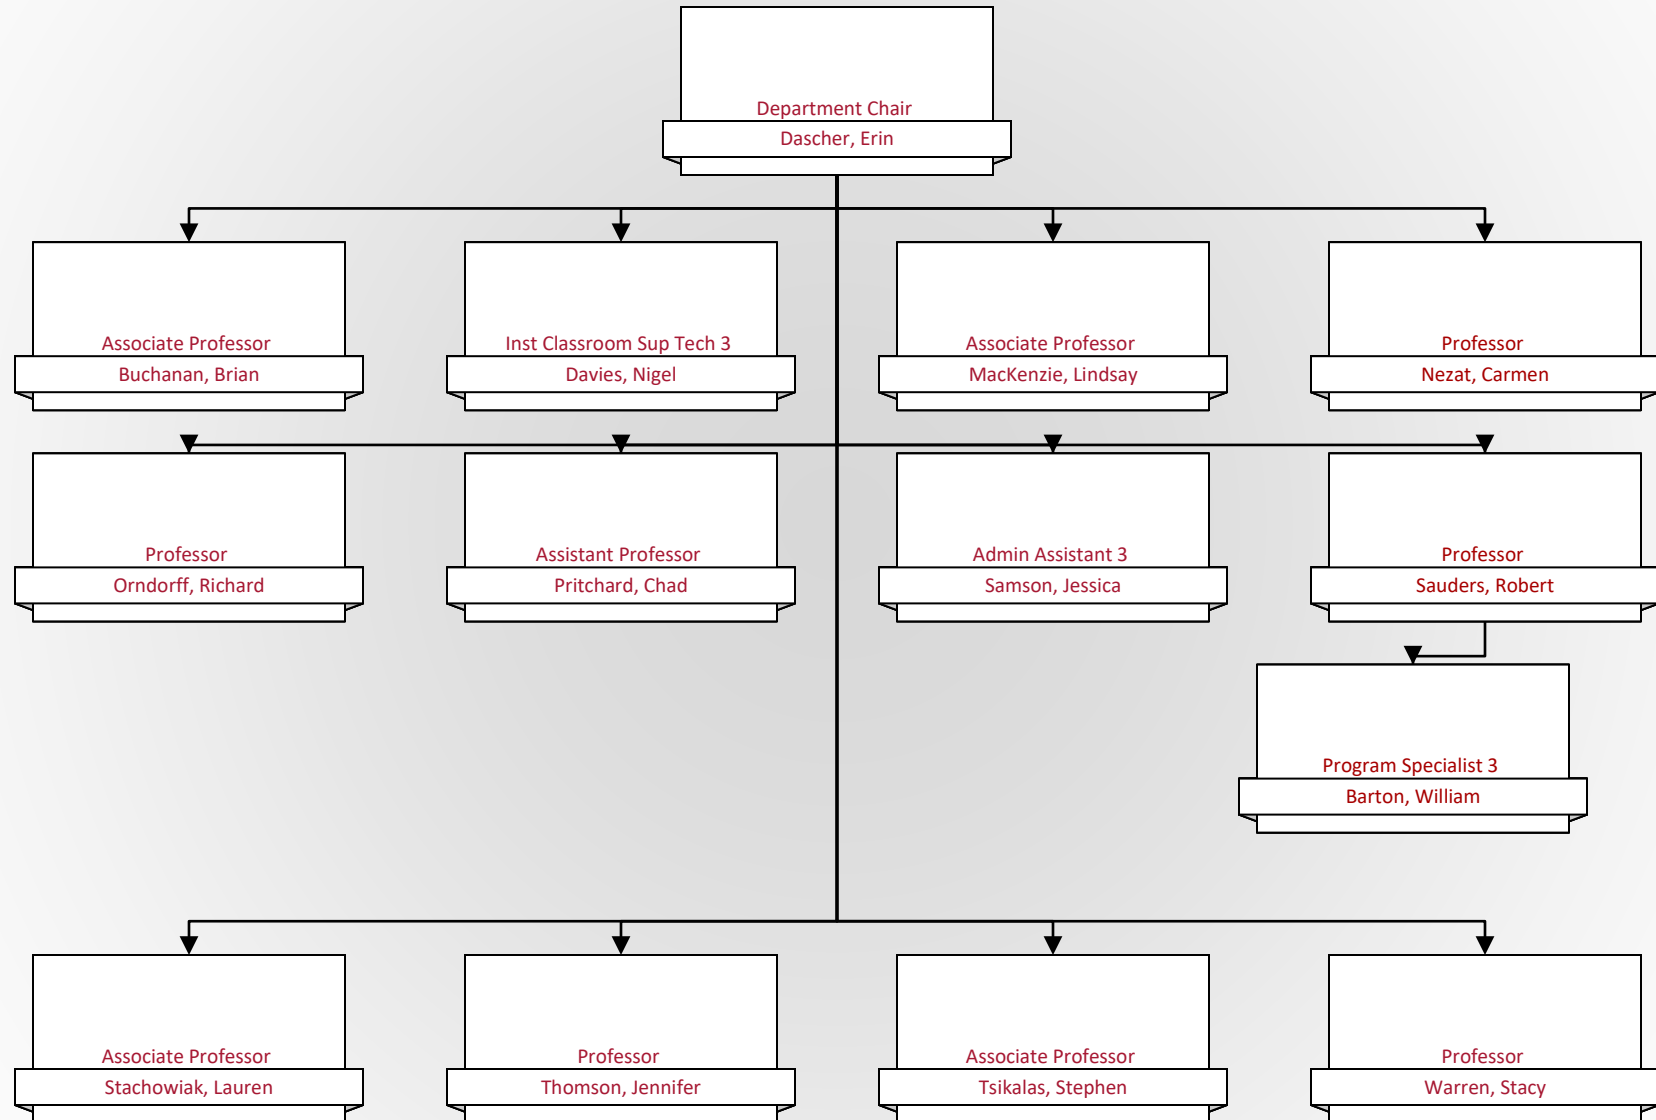 Department Chair
Dascher, Erin
Associate Professor
Buchanan, Brian
Inst Classroom Sup Tech 3
Davies, Nigel
Associate Professor
MacKenzie, Lindsay
Professor
Nezat, Carmen
Professor
Orndorff, Richard
Assistant Professor
Pritchard, Chad
Admin Assistant 3
Samson, Jessica
Professor
Sauders, Robert
Program Specialist 3
Barton, William
Associate Professor
Stachowiak, Lauren
Professor
Thomson, Jennifer
Associate Professor
Tsikalas, Stephen
Professor
Warren, Stacy